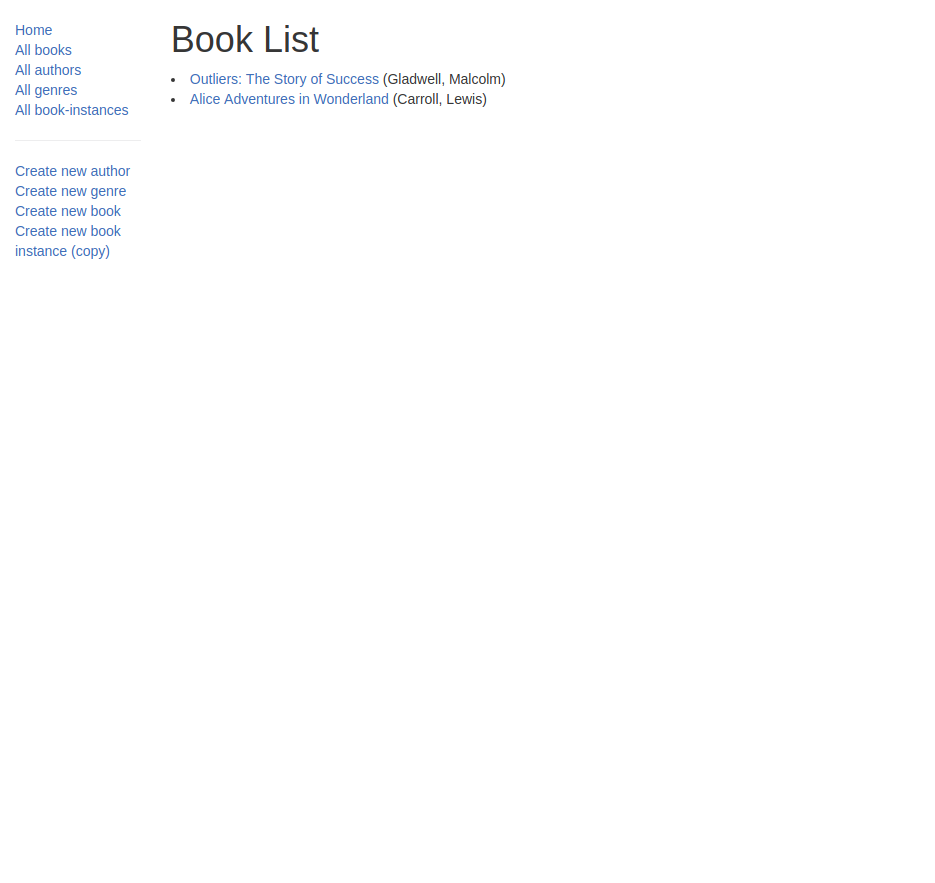 Home
All books
All authors
All genres
All book-instances
Create new author
Create new genre
Create new book
Create new book
instance (copy)
Book List
Outliers: The Story of Success (Gladwell, Malcolm)
Alice Adventures in Wonderland (Carroll, Lewis)